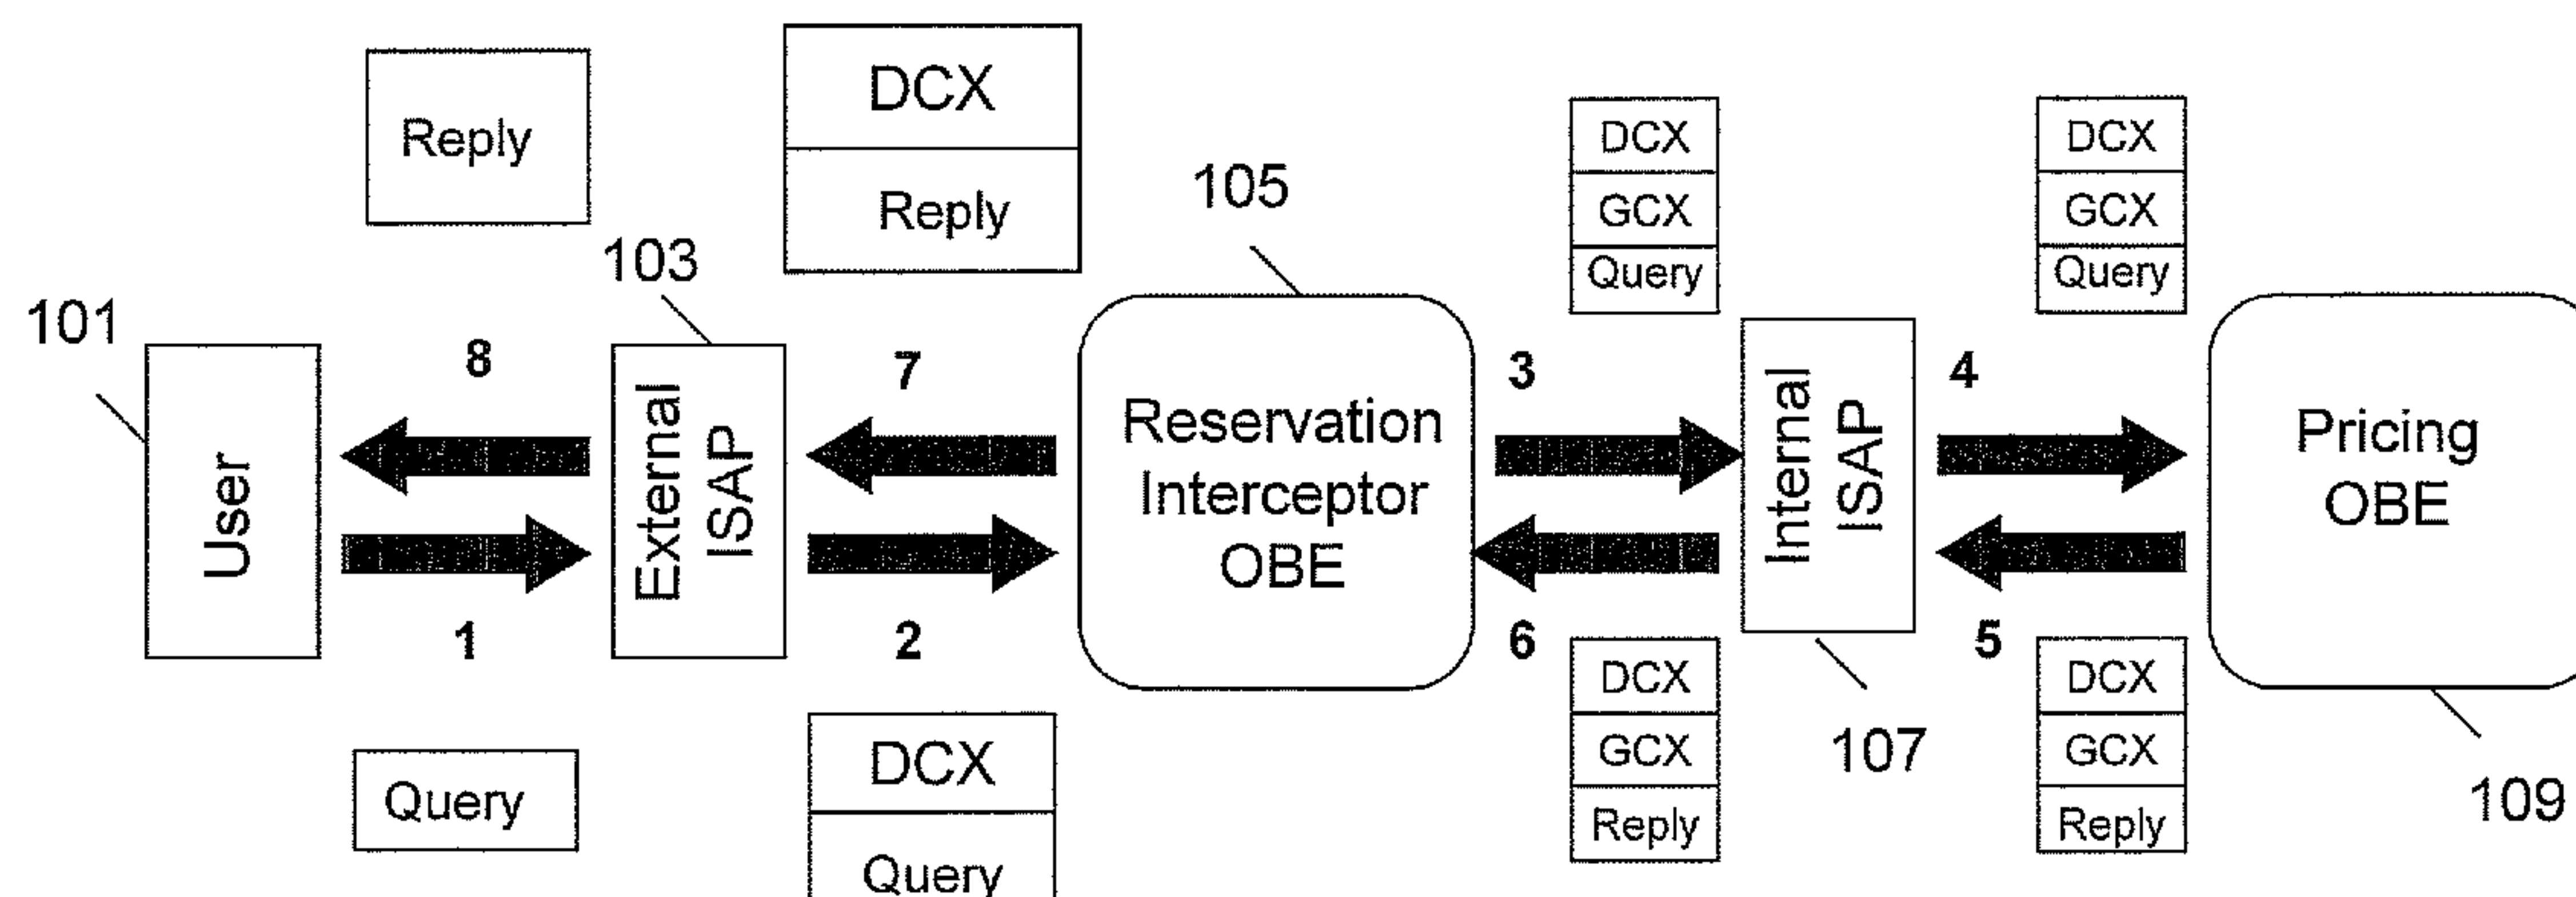 Reply
DCX
Reply
105
DCX
GCX
Query
DCX
GCX
Query
103
101
8
7
3
4
User
External
ISAP
Reservation
Interceptor
OBE
Internal
ISAP
Pricing
OBE
1
2
6
5
Query
DCX
Query
DCX
GCX
Reply
107
DCX
GCX
Reply
109